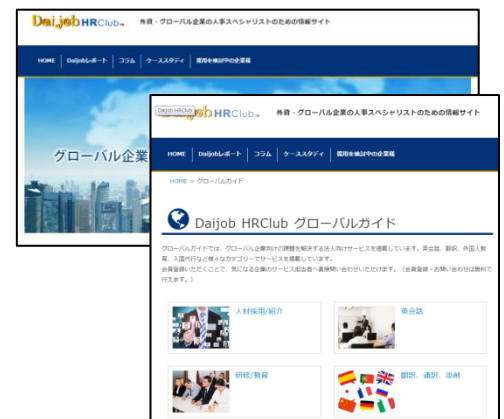 Daijob HRClub 外資・グローバル企業の人事スペシャリストのための情報サイト
HOME Daijobレポート コラム ケーススタディ 採用を検討中の企業様
グローバル企業
Daijob HRClub
HRClub 外資・グローバル企業の人事スペシャリストのための情報サイト
HOME Daijobレポート コラム ケーススタディ 採用を検討中の企業様
HOME > グローバルガイド
Daijob HRClub グローバルガイド
グローバルガイドでは、グローバル企業向けの課題を解決する法人向けサービスを掲載しています。英会話、翻訳、外国人教
育、入国代行など様々なカテゴリーでサービスを掲載しています。
会員登録いただくことで、気になる企業のサービス担当者へ直接問い合わせいただけます。（会員登録・お問い合わせは無料で
行えます。）
人材採用/紹介
英会話
研修/教育
翻訳、通訳、添削